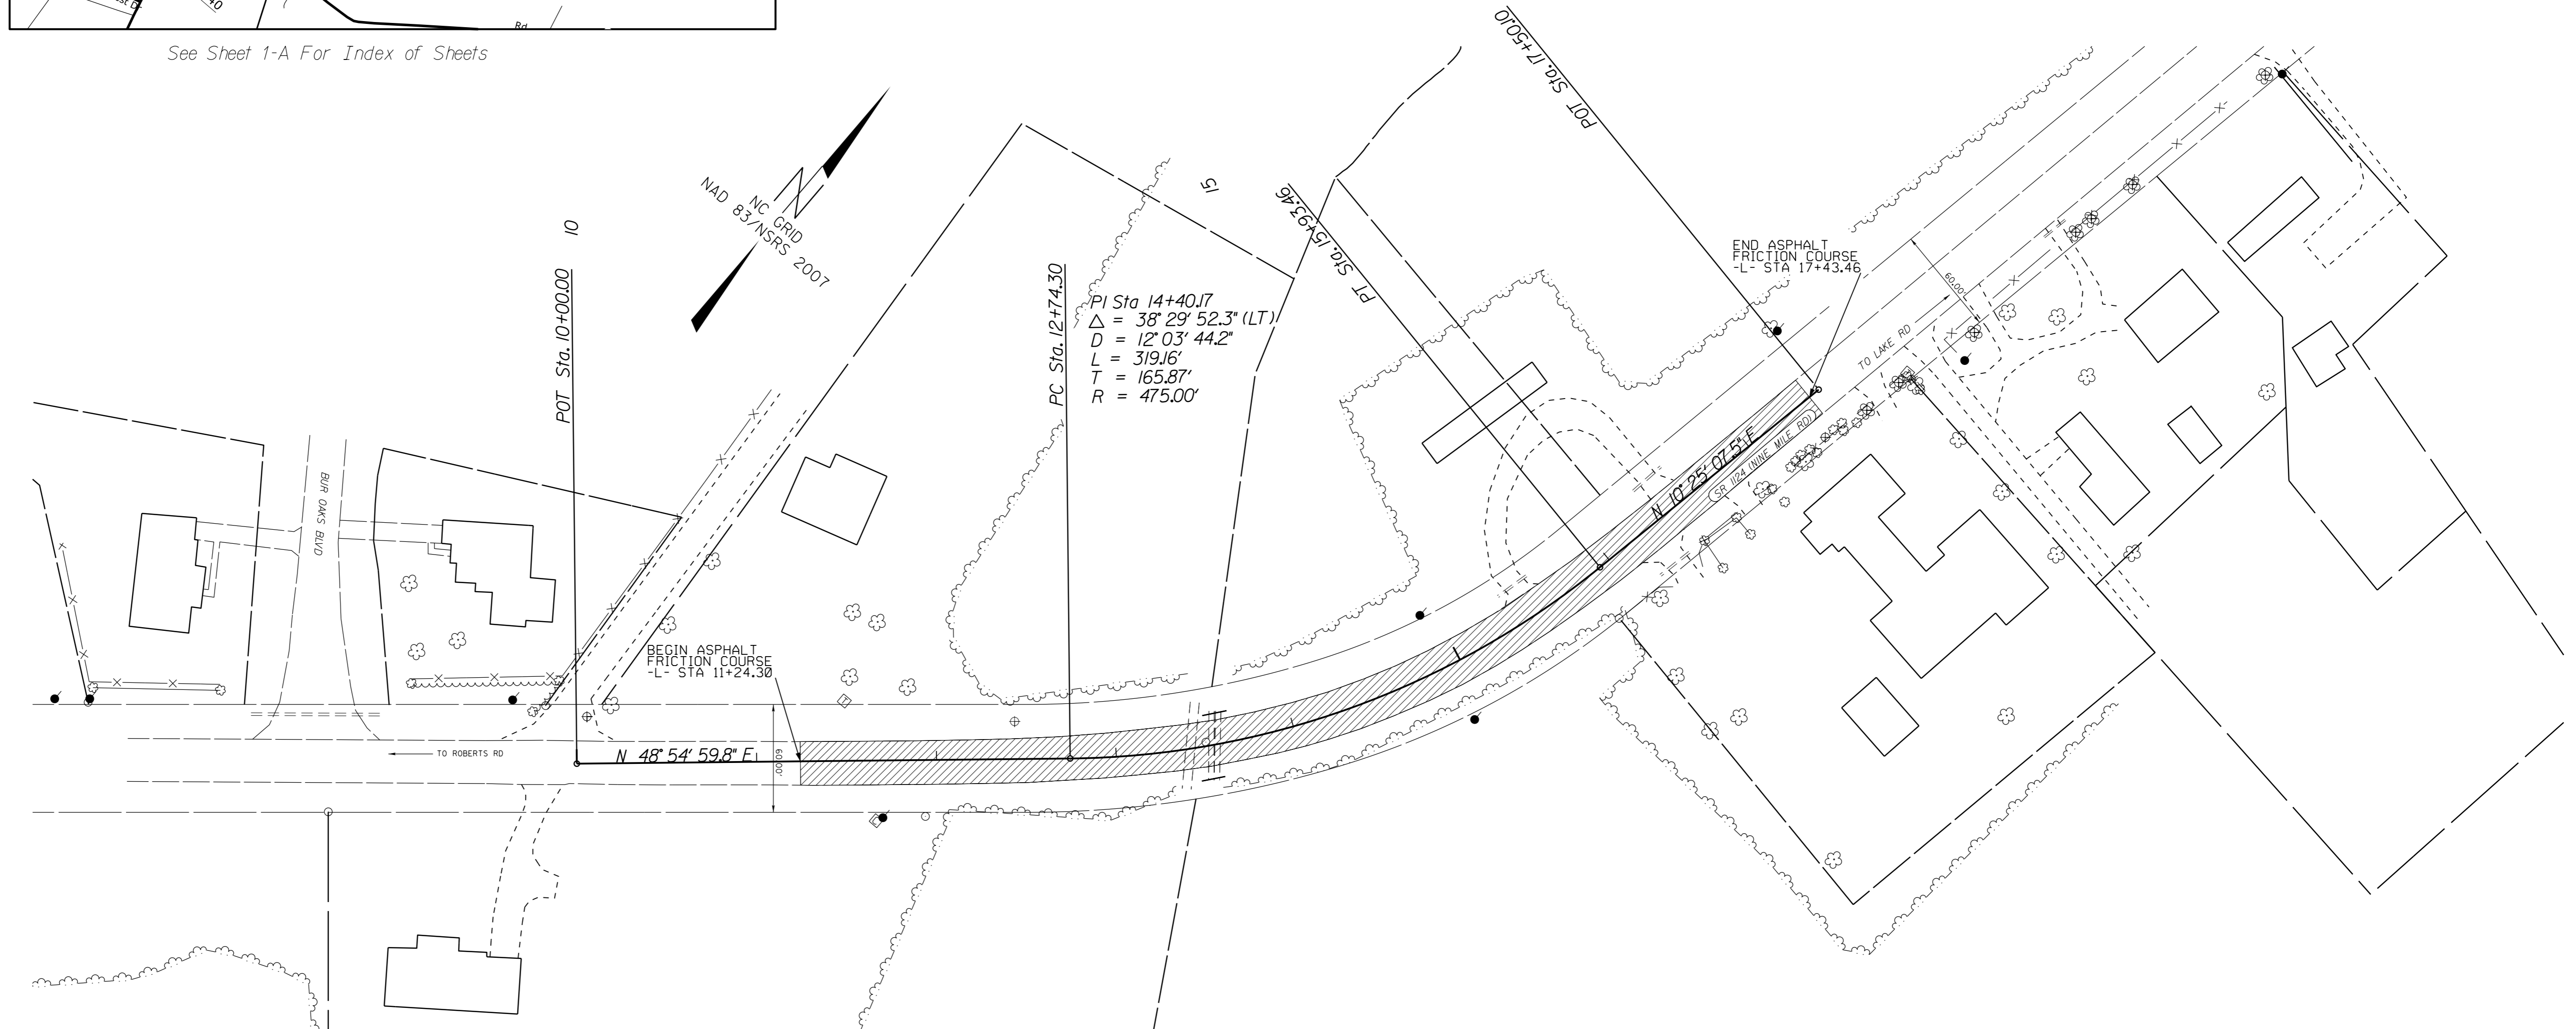 40
Rd
See Sheet 1-A For Index of Sheets
NC GRID
NAD 83/NSRS 2007
10
POT Sta. 10+00.00
15
PC Sta. 12+74.30
PI Sta 14+40.17
Δ = 38° 29' 52.3" (LT)
D = 12° 03' 44.2"
L = 319.16'
T = 165.87'
R = 475.00'
PT Sta. 15+93.46
POT Sta. 17+50.10
END ASPHALT
FRICTION COURSE
-L- STA 17+43.46
60.00'
TO LAKE RD
N 10° 25' 07.5" E
SR 1124 (NINE MILE RD)
BUR OAKS BLVD
BEGIN ASPHALT
FRICTION COURSE
-L- STA 11+24.30
TO ROBERTS RD
N 48° 54' 59.8" E
60.00'